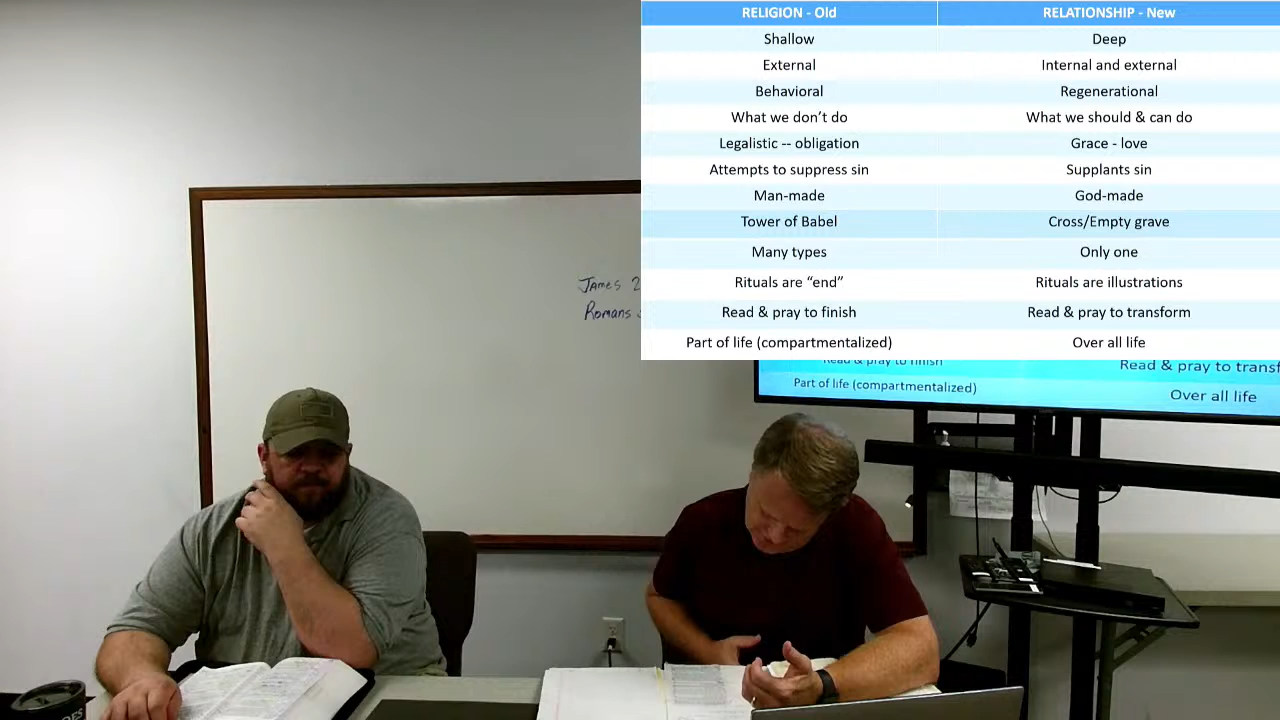 RELIGION - Old RELATIONSHIP - New
Shallow Deep
External Internal and external
Behavioral Regenerational
What we don’t do What we should & can do
Legalistic -- obligation Grace - love
Attempts to suppress sin Supplants sin
Man-made God-made
Tower of Babel Cross/Empty grave
Many types Only one
Rituals are “end” Rituals are illustrations
Read & pray to finish Read & pray to transform
Part of life (compartmentalized) Over all life
James 2
Romans
Read & pray to finish Read & pray to transf
Part of life (compartmentalized) Over all life